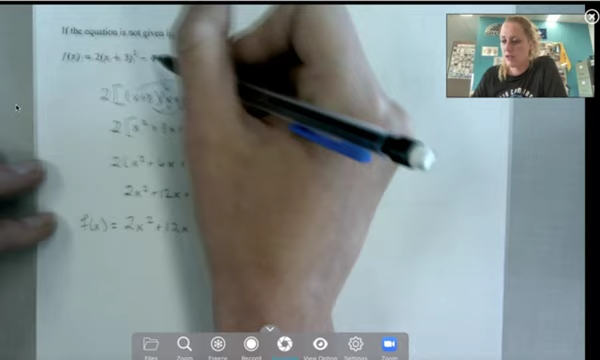 If the equation is not given is
f(x) = 2(x + 3)² -
2[(x+3)(x+
2[x²+3x
2(x²+6x+
2x²+12x+
f(x) = 2x²+12x
Files Zoom Freeze Record View Option Settings Zoom